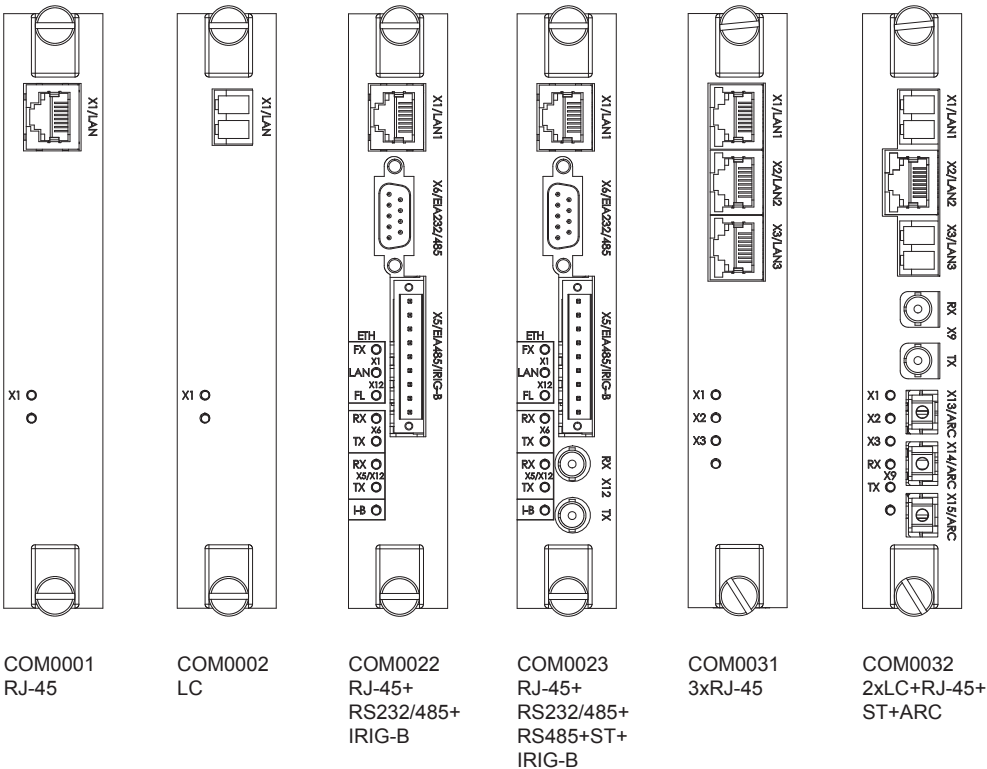 X1/LAN
X1
COM0001
RJ-45
X1/LAN
X1
COM0002
LC
X1/LAN1
X6/EIA232/485
X5/EIA485/IRIG-B
ETH
FX
X1
LAN
X12
FL
RX
X6
TX
RX
X5/X12
TX
I-B
COM0022
RJ-45+
RS232/485+
IRIG-B
X1/LAN1
X6/EIA232/485
X5/EIA485/IRIG-B
ETH
FX
X1
LAN
X12
FL
RX
X6
TX
RX
X5/X12
TX
I-B
RX X12 TX
COM0023
RJ-45+
RS232/485+
RS485+ST+
IRIG-B
X1/LAN1
X2/LAN2
X3/LAN3
X1
X2
X3
COM0031
3xRJ-45
X1/LAN1
X2/LAN2
X3/LAN3
RX X9 TX
X13/ARC X14/ARC X15/ARC
X1
X2
X3
RX
X9
TX
COM0032
2xLC+RJ-45+
ST+ARC